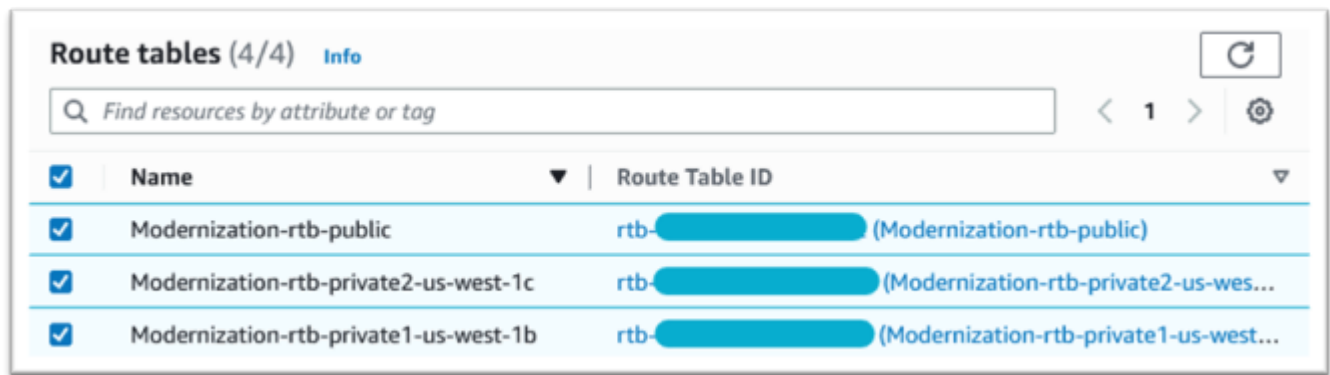 Route tables (4/4) Info
Find resources by attribute or tag 1
Name Route Table ID
Modernization-rtb-public rtb- (Modernization-rtb-public)
Modernization-rtb-private2-us-west-1c rtb- (Modernization-rtb-private2-us-wes...
Modernization-rtb-private1-us-west-1b rtb- (Modernization-rtb-private1-us-west...